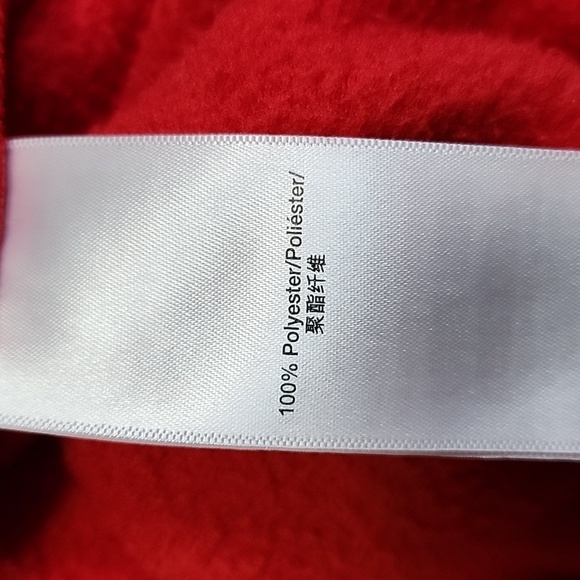 100% Polyester/Poliéster/
聚酯纤维